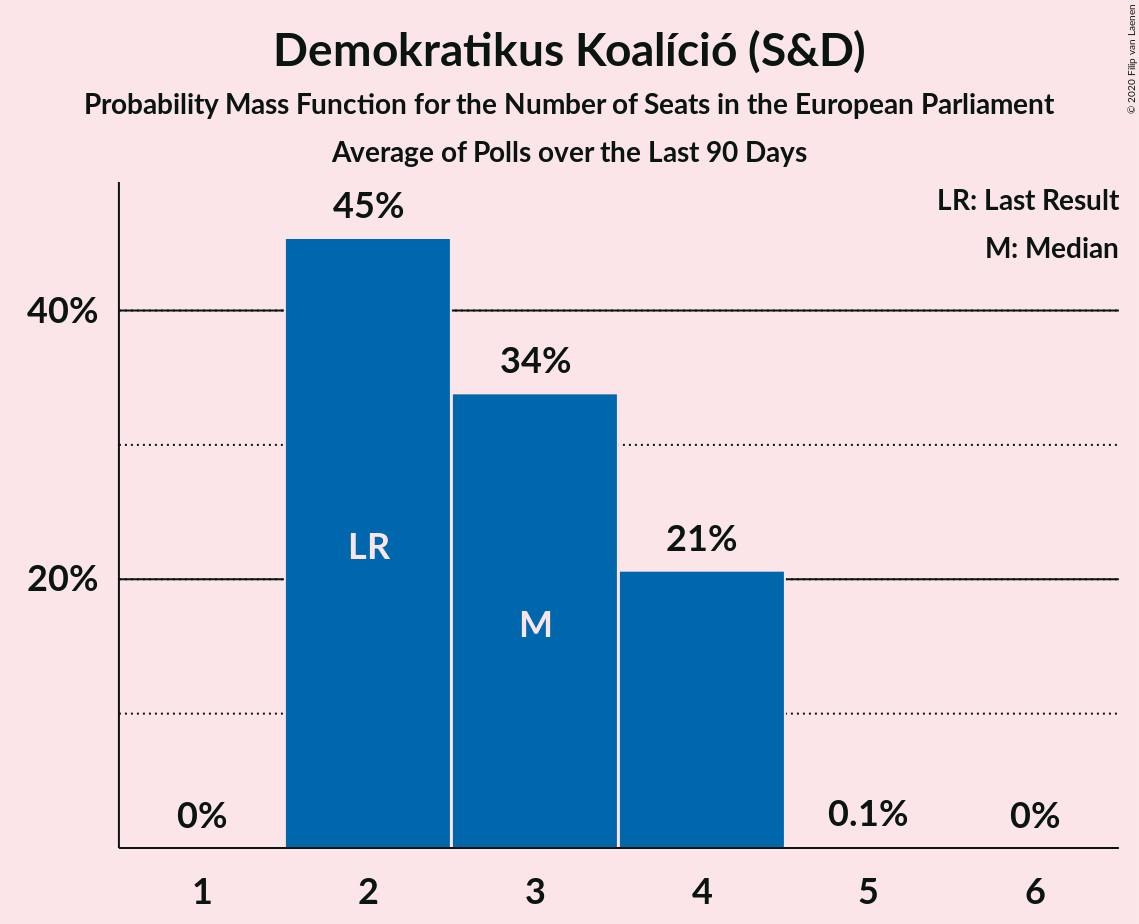 Demokratikus Koalíció (S&D)
Probability Mass Function for the Number of Seats in the European Parliament
Average of Polls over the Last 90 Days
© 2020 Filip van Laenen
LR: Last Result
M: Median
45%
40%
34%
LR
21%
20%
M
0%
0.1%
0%
1 2 3 4 5 6